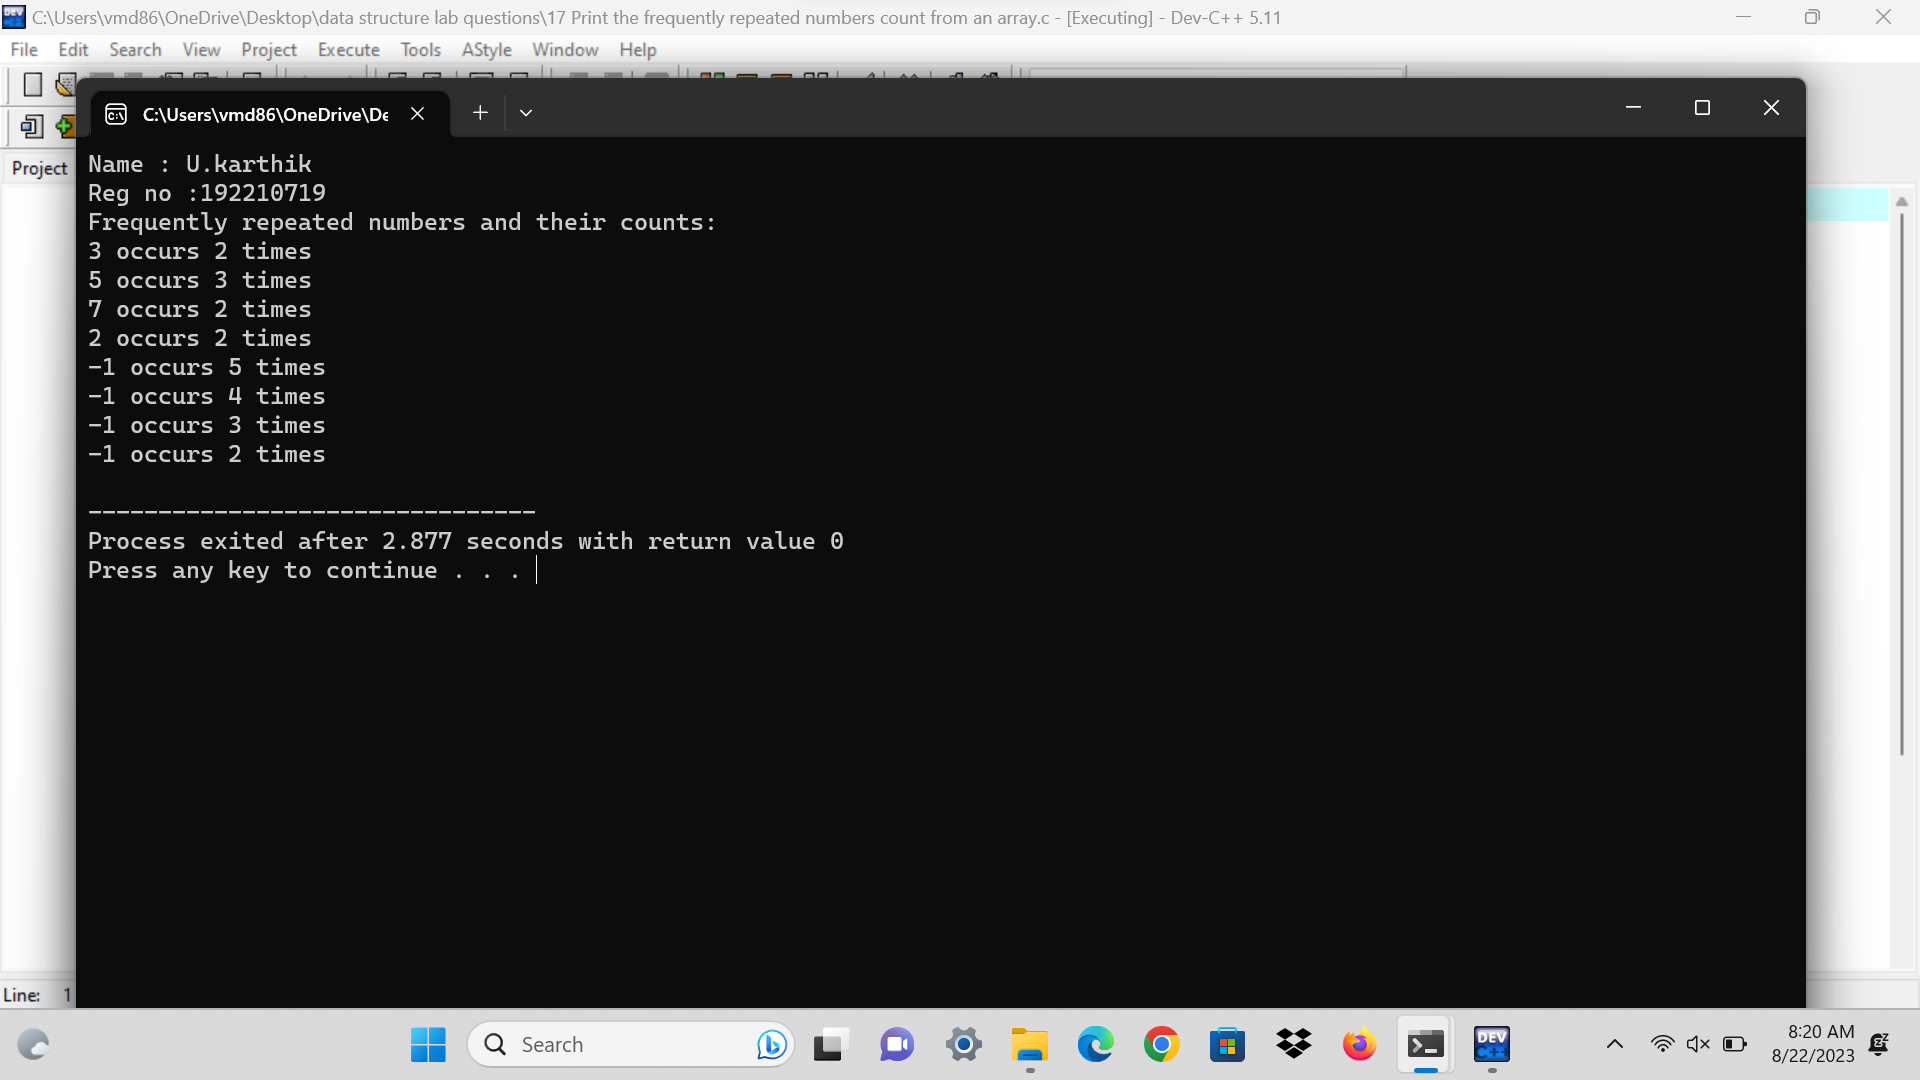 C:\Users\vmd86\OneDrive\Desktop\data structure lab questions\17 Print the frequently repeated numbers count from an array.c - [Executing] - Dev-C++ 5.11
File Edit Search View Project Execute Tools AStyle Window Help
C:\Users\vmd86\OneDrive\De
Project
Name : U.karthik
Reg no :192210719
Frequently repeated numbers and their counts:
3 occurs 2 times
5 occurs 3 times
7 occurs 2 times
2 occurs 2 times
-1 occurs 5 times
-1 occurs 4 times
-1 occurs 3 times
-1 occurs 2 times
--------------------------------
Process exited after 2.877 seconds with return value 0
Press any key to continue . . .
Line: 1
Search
DEV C++
8:20 AM
8/22/2023